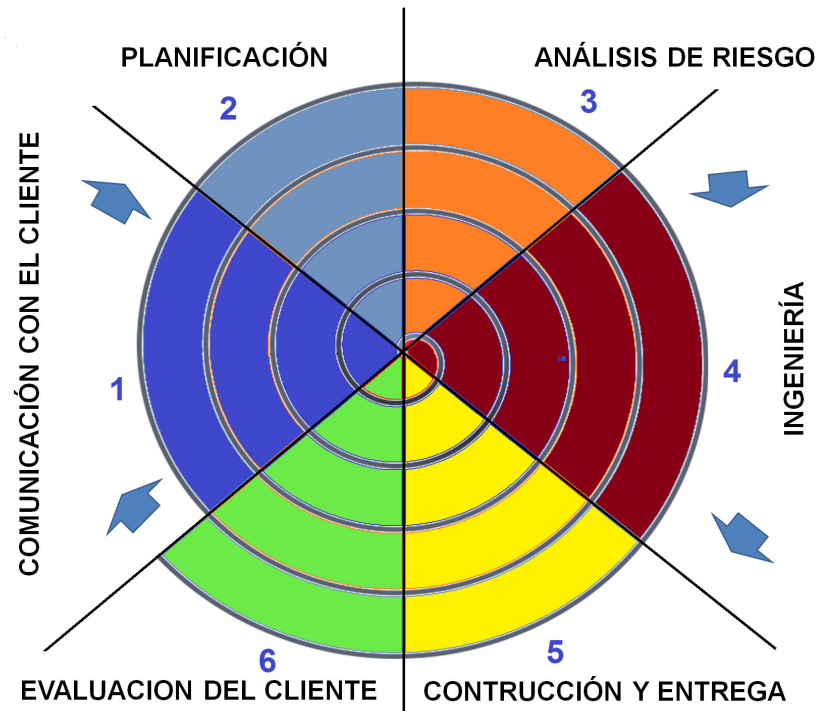 PLANIFICACIÓN
ANÁLISIS DE RIESGO
2
3
COMUNICACIÓN CON EL CLIENTE
1
4
INGENIERÍA
6
5
EVALUACION DEL CLIENTE
CONTRUCCIÓN Y ENTREGA